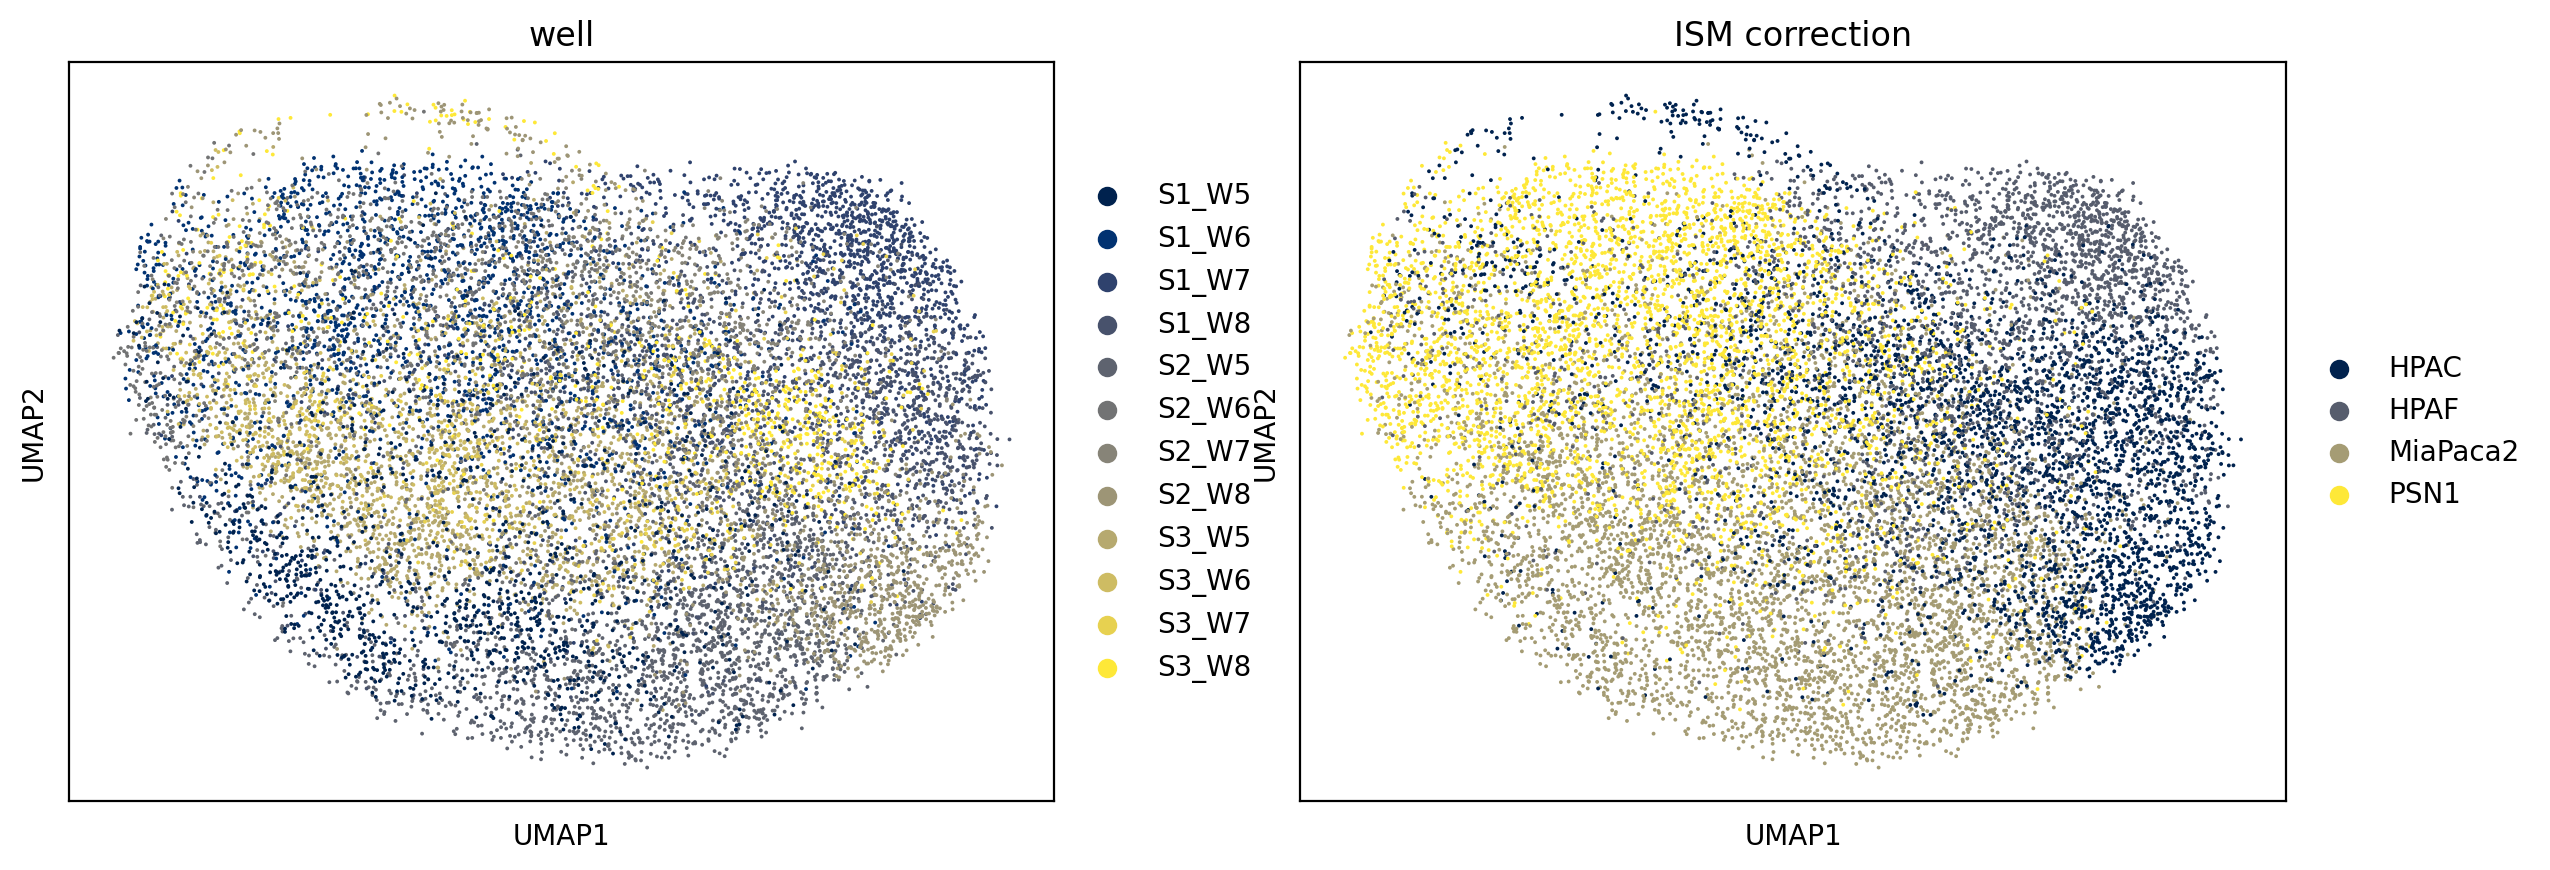 well
UMAP2
UMAP1
S1_W5
S1_W6
S1_W7
S1_W8
S2_W5
S2_W6
S2_W7
S2_W8
S3_W5
S3_W6
S3_W7
S3_W8
ISM correction
UMAP2
UMAP1
HPAC
HPAF
MiaPaca2
PSN1